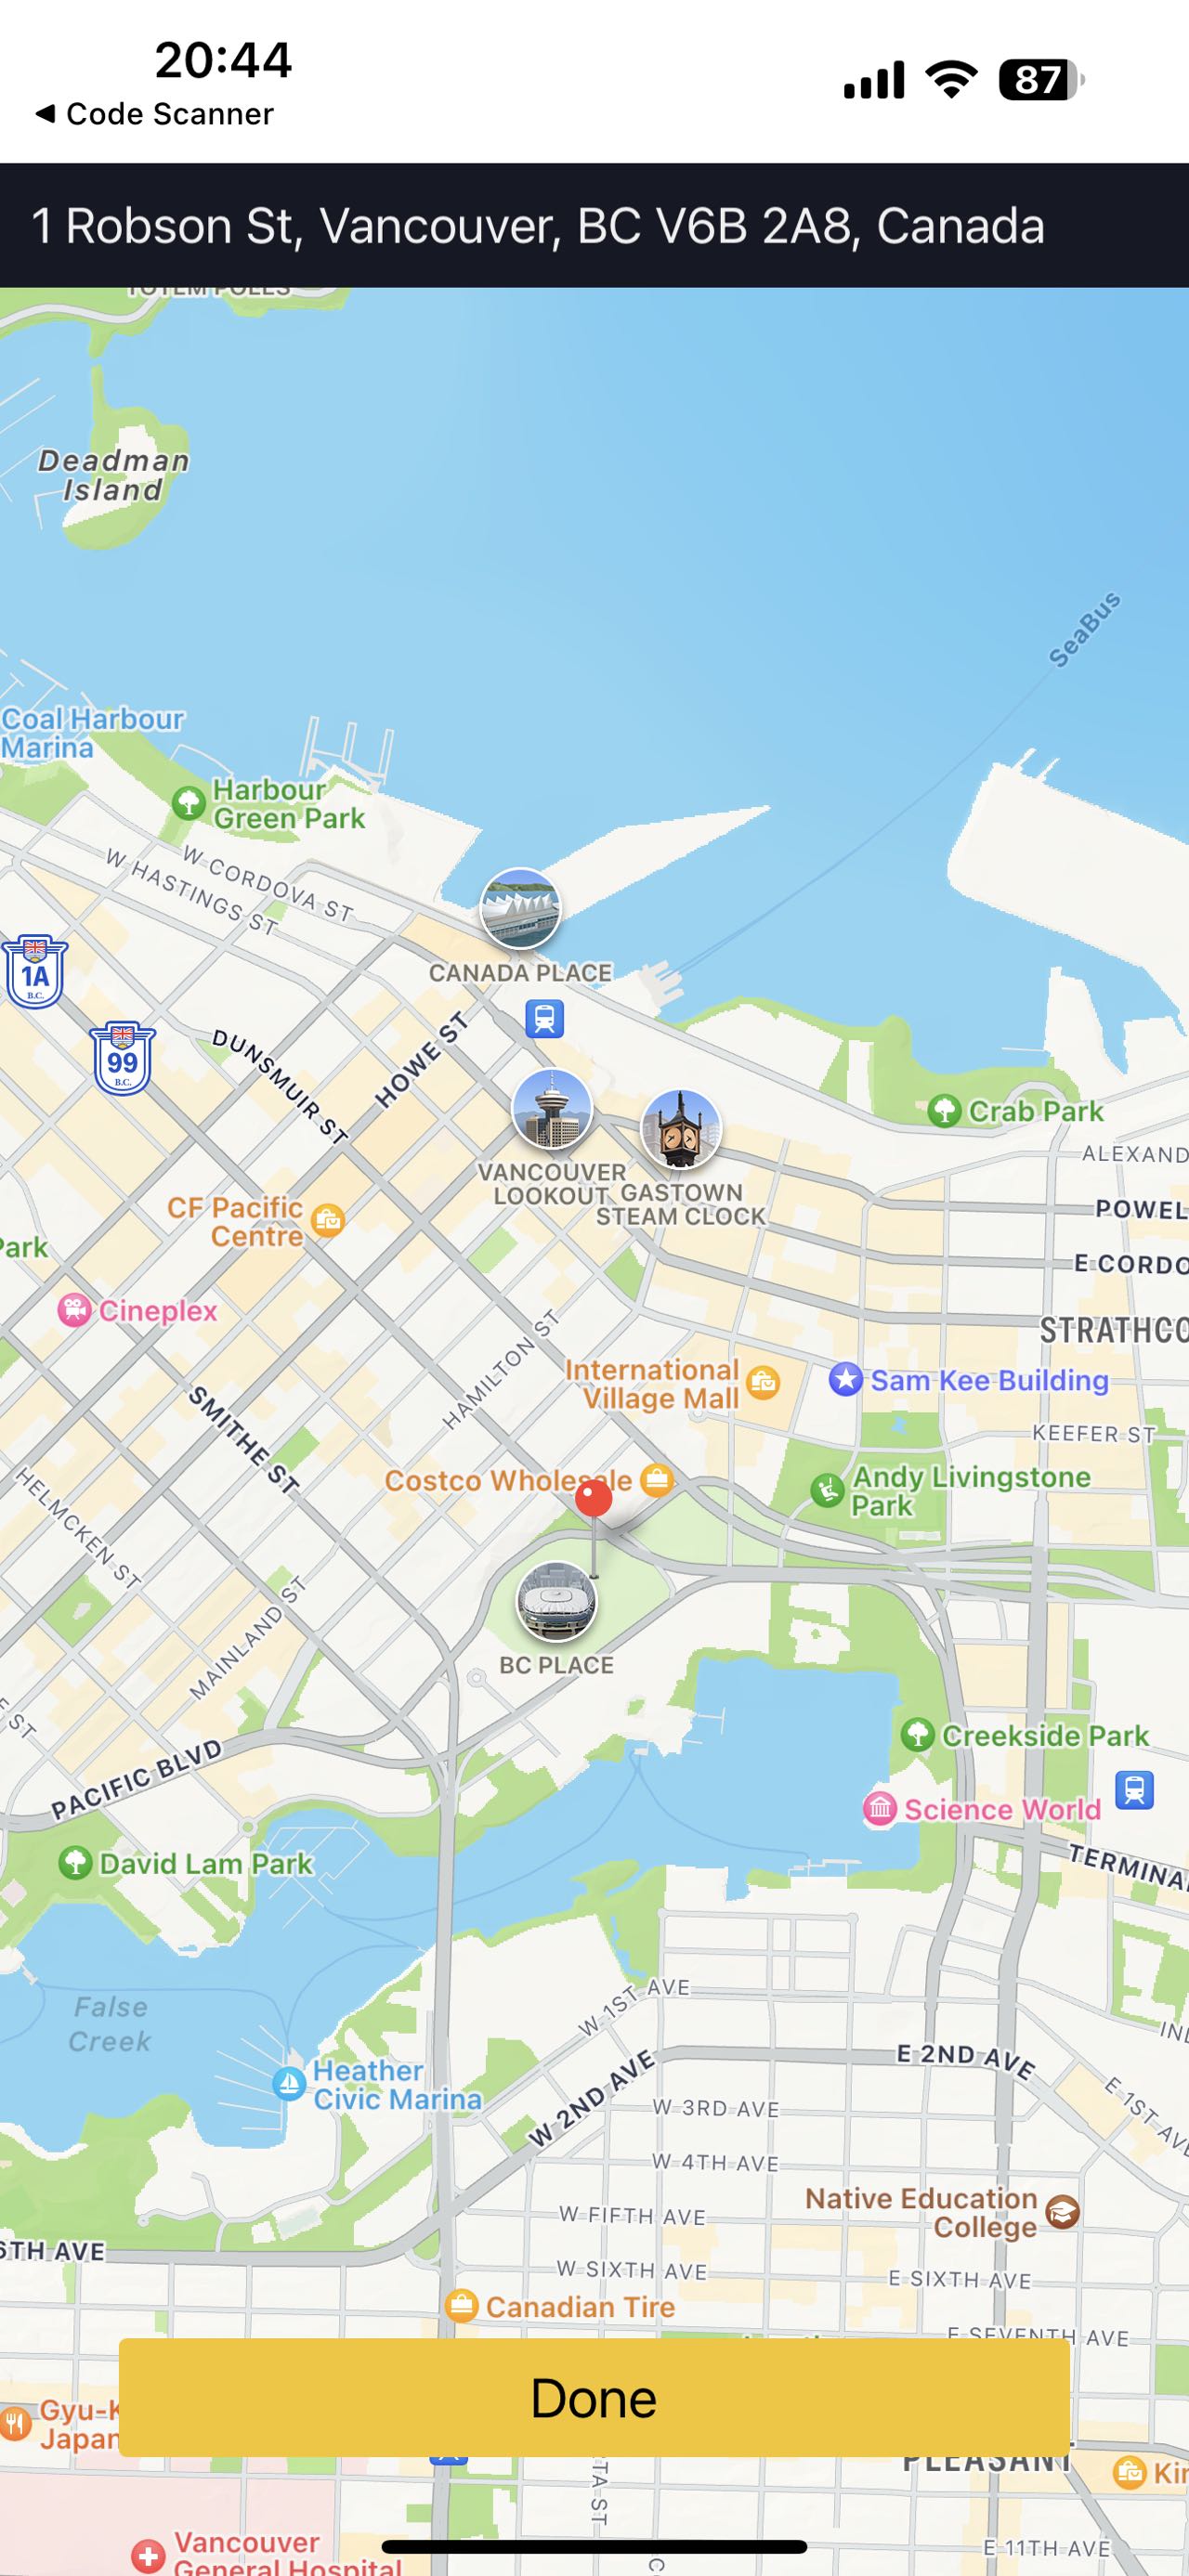 20:44
87
◀ Code Scanner
1 Robson St, Vancouver, BC V6B 2A8, Canada
TOTEM POLES
Deadman
Island
SeaBus
Coal Harbour
Marina
Harbour
Green Park
W CORDOVA ST
W HASTINGS ST
1A
B.C.
CANADA PLACE
99
B.C.
DUNSMUIR ST
HOWE ST
Crab Park
ALEXAND
VANCOUVER
LOOKOUT
GASTOWN
STEAM CLOCK
CF Pacific
Centre
POWEL
Park
E CORDO
Cineplex
STRATHCO
HAMILTON ST
International
Village Mall
Sam Kee Building
SMITHE ST
KEEFER ST
HELMCKEN ST
Costco Wholesale
Andy Livingstone
Park
MAINLAND ST
BC PLACE
E ST
Creekside Park
PACIFIC BLVD
Science World
David Lam Park
TERMINA
False
Creek
W 1ST AVE
W 2ND AVE
E 2ND AVE
Heather
Civic Marina
W 3RD AVE
E 1ST AVE
W 4TH AVE
Native Education
College
W FIFTH AVE
6TH AVE
W SIXTH AVE
E SIXTH AVE
Canadian Tire
E SEVENTH AVE
Done
Gyu-K
Japan
PLEASANT
Kin
TA ST
Vancouver
General Hospital
E 11TH AVE